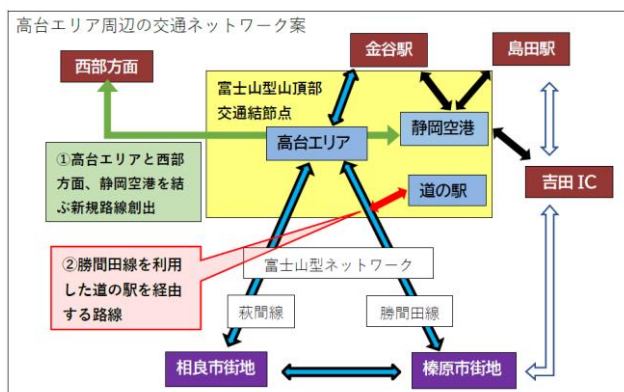 高台エリア周辺の交通ネットワーク案
金谷駅
島田駅
西部方面
富士山型山頂部
交通結節点
静岡空港
高台エリア
①高台エリアと西部
方面、静岡空港を結
ぶ新規路線創出
道の駅
吉田 IC
②勝間田線を利用
した道の駅を経由
する路線
富士山型ネットワーク
萩間線
勝間田線
相良市街地
榛原市街地